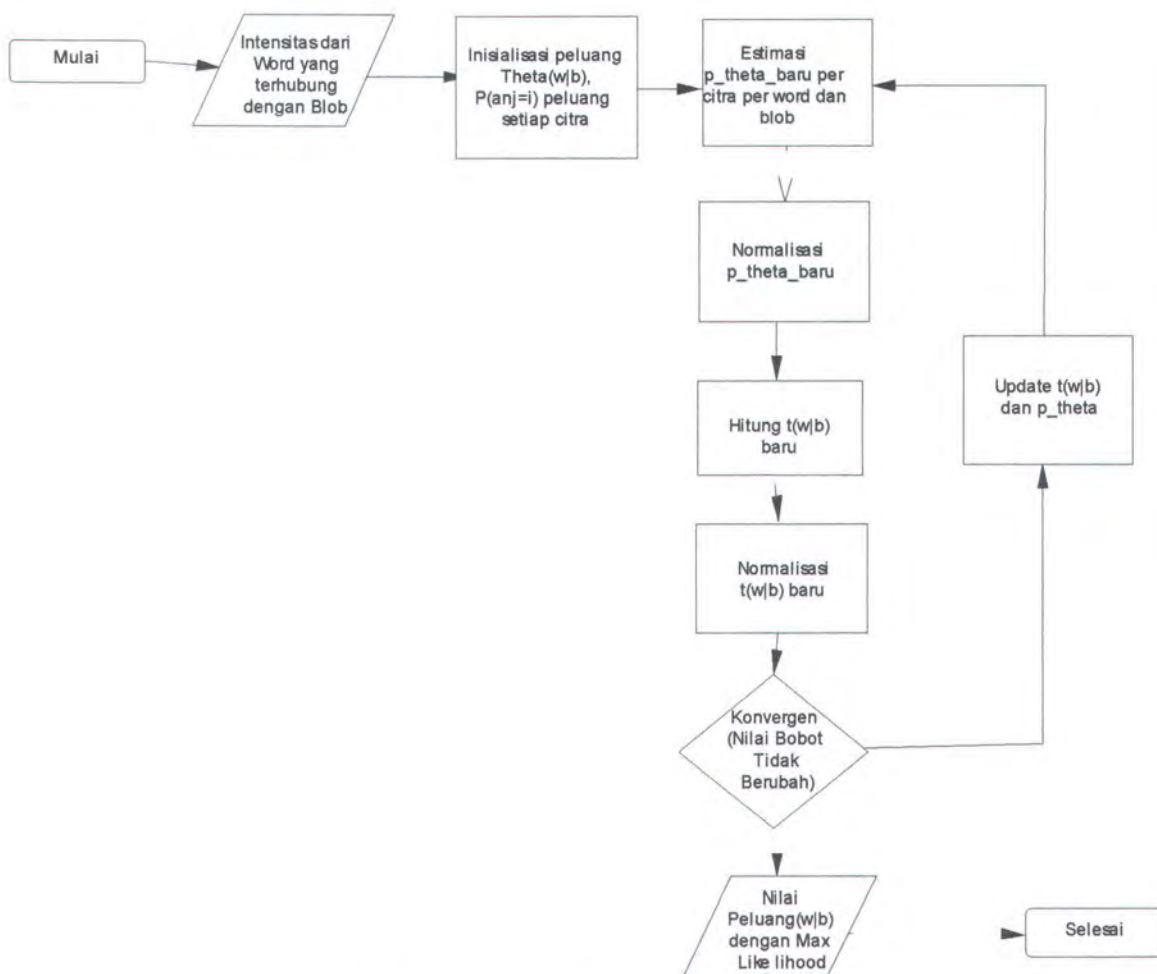 Mulai
Intensitas dari
Word yang
terhubung
dengan Blob
Inisialisasi peluang
Theta(w|b),
P(anj=i) peluang
setiap citra
Estimasi
p_theta_baru per
citra per word dan
blob
Normalisasi
p_theta_baru
Hitung t(w|b)
baru
Normalisasi
t(w|b) baru
Konvergen
(Nilai Bobot
Tidak
Berubah)
Update t(w|b)
dan p_theta
Nilai
Peluang(w|b)
dengan Max
Like lihood
Selesai